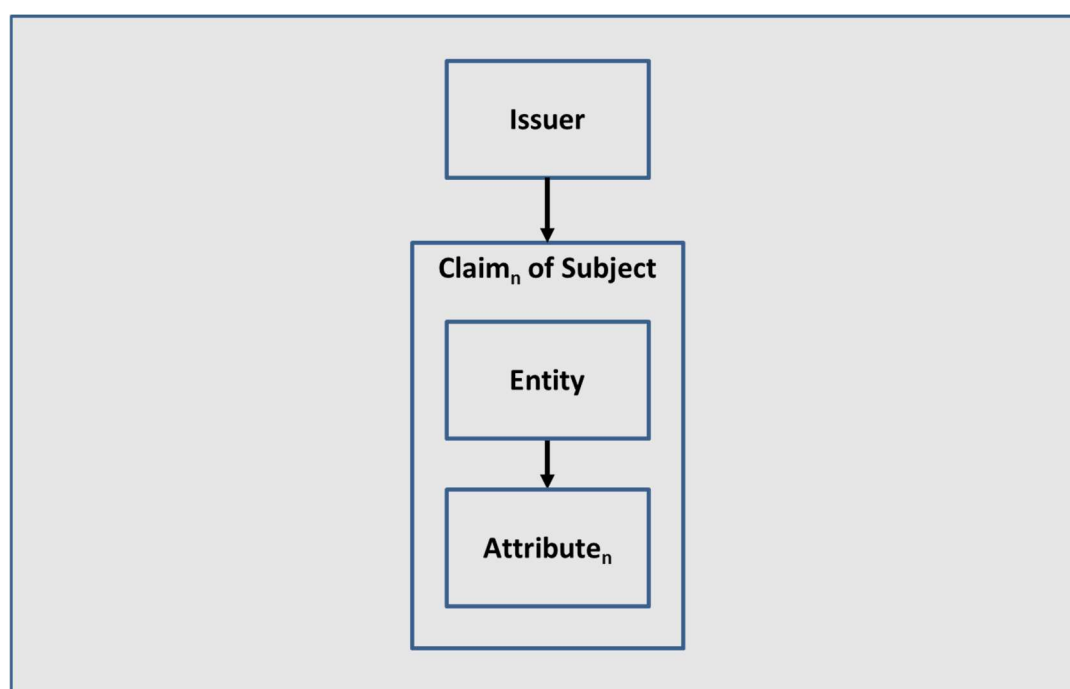 Issuer
Claimₙ of Subject
Entity
Attributeₙ